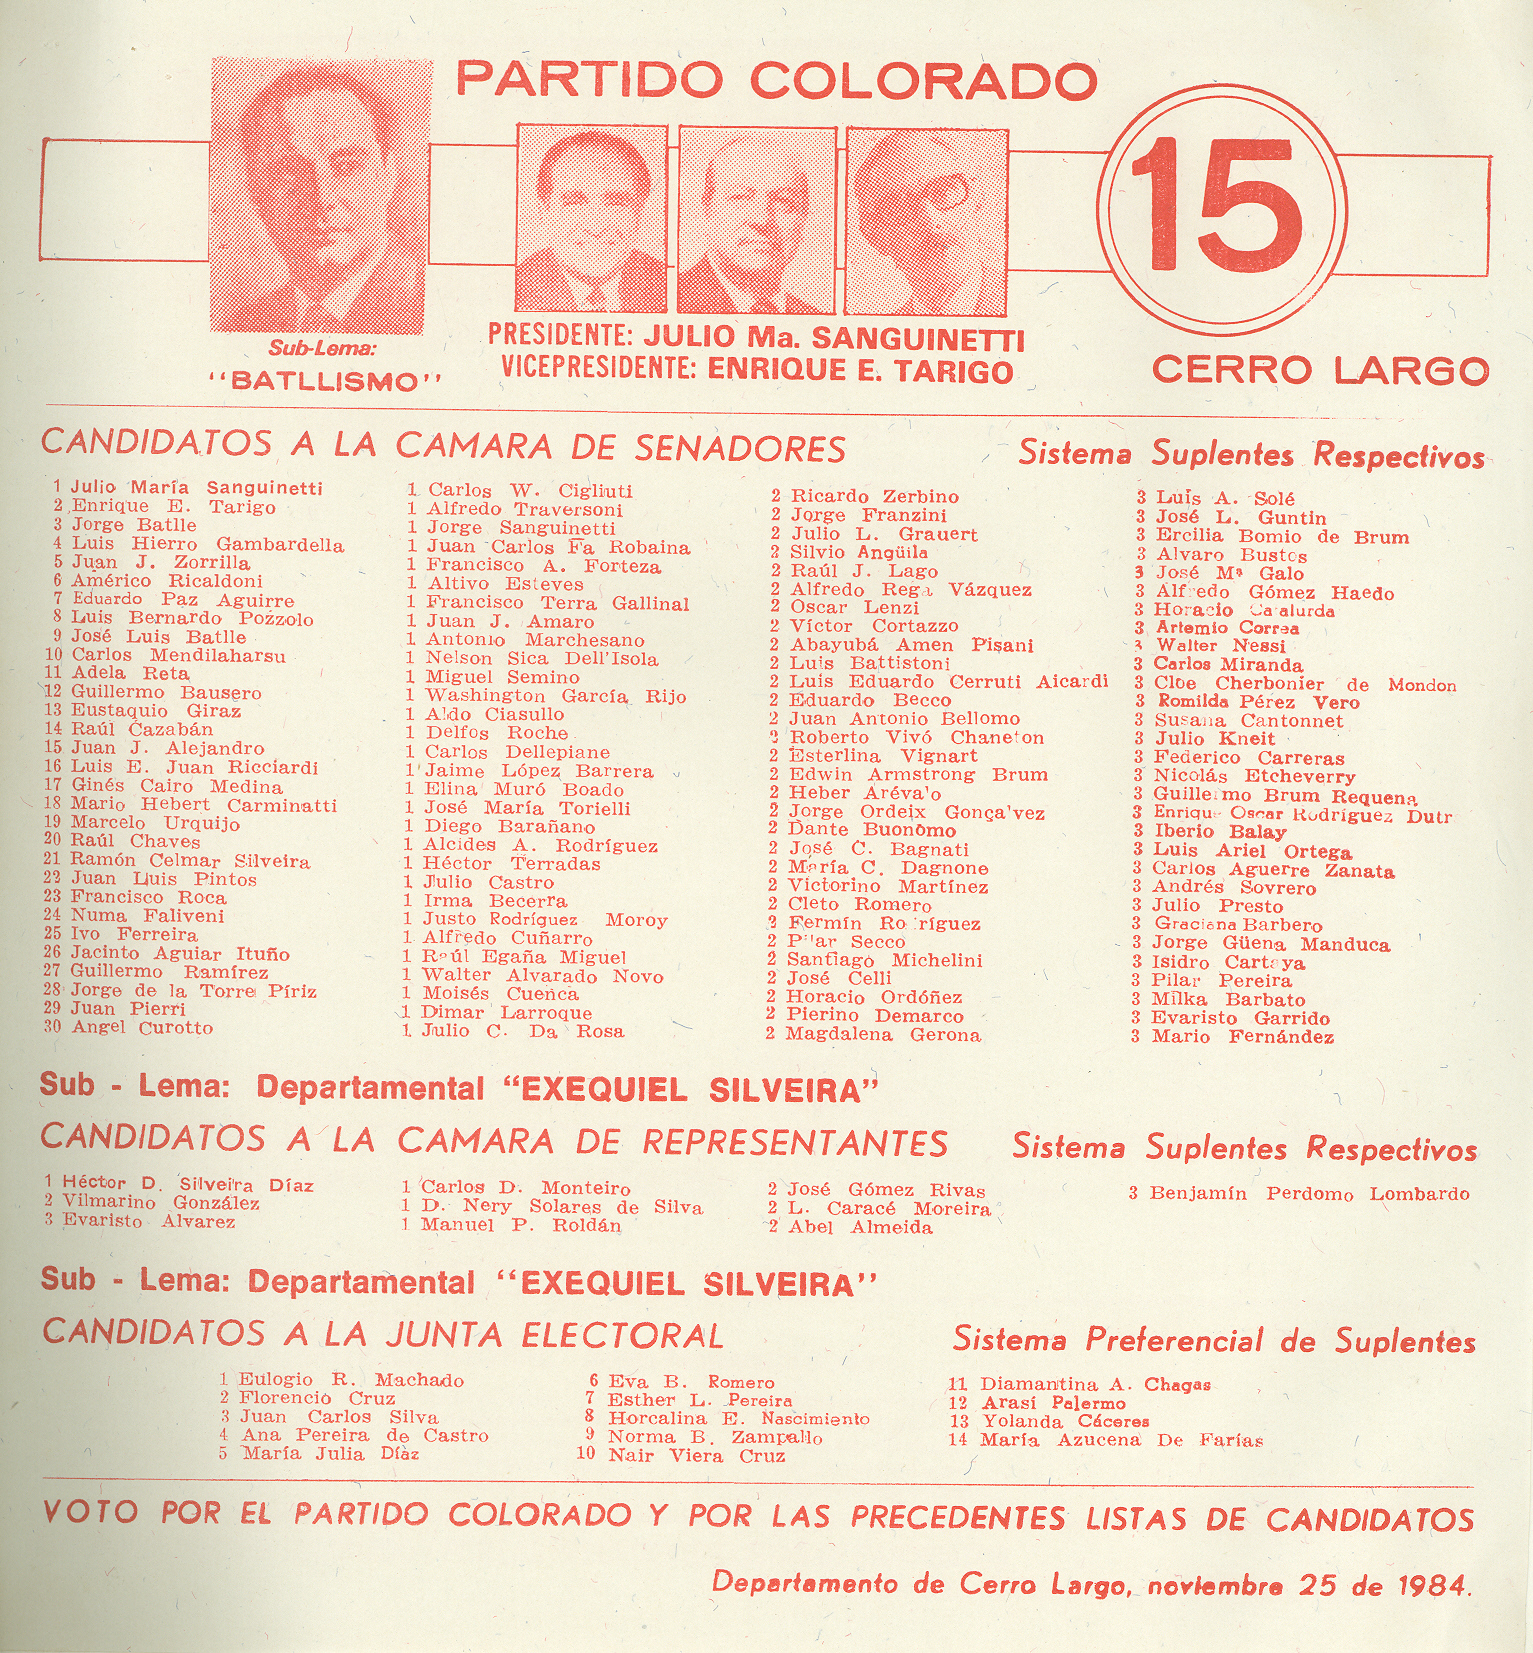 PARTIDO COLORADO
15
Sub-Lema:
"BATLLISMO"
PRESIDENTE: JULIO Ma. SANGUINETTI
VICEPRESIDENTE: ENRIQUE E. TARIGO
CERRO LARGO
CANDIDATOS A LA CAMARA DE SENADORES Sistema Suplentes Respectivos
1 Julio María Sanguinetti 1 Carlos W. Cigliuti 2 Ricardo Zerbino 3 Luis A. Solé
2 Enrique E. Tarigo 1 Alfredo Traversoni 2 Jorge Franzini 3 José L. Guntin
3 Jorge Batlle 1 Jorge Sanguinetti 2 Julio L. Grauert 3 Ercilia Bomio de Brum
4 Luis Hierro Gambardella 1 Juan Carlos Fa Robaina 2 Silvio Angüila 3 Alvaro Bustos
5 Juan J. Zorrilla 1 Francisco A. Forteza 2 Raúl J. Lago 3 José Mª Galo
6 Américo Ricaldoni 1 Altivo Esteves 2 Alfredo Rega Vázquez 3 Alfredo Gómez Haedo
7 Eduardo Paz Aguirre 1 Francisco Terra Gallinal 2 Oscar Lenzi 3 Horacio
8 Luis Bernardo Pozzolo 1 Juan J. Amaro 2 Víctor Cortazzo 3 Artemio Correa
9 José Luis Batlle 1 Antonio Marchesano 2 Abayubá Amen Pisani 3 Walter Nessi
10 Carlos Mendilaharsu 1 Nelson Sica Dell'Isola 2 Luis Battistoni 3 Carlos Miranda
11 Adela Reta 1 Miguel Semino 2 Luis Eduardo Cerruti Aicardi 3 Cloe Cherbonier de Mondon
12 Guillermo Bausero 1 Washington García Rijo 2 Eduardo Becco 3 Romilda Pérez Vero
13 Eustaquio Giraz 1 Aldo Ciasullo 2 Juan Antonio Bellomo 3 Susana Cantonnet
14 Raúl Cazabán 1 Delfos Roche 2 Roberto Vivó Chaneton 3 Julio Kneit
15 Juan J. Alejandro 1 Carlos Dellepiane 2 Esterlina Vignart 3 Federico Carreras
16 Luis E. Juan Ricciardi 1 Jaime López Barrera 2 Edwin Armstrong Brum 3 Nicolás Etcheverry
17 Ginés Cairo Medina 1 Elina Muró Boado 2 Heber Aréva'o 3 Guillermo Brum Requena
18 Mario Hebert Carminatti 1 José María Torielli 2 Jorge Ordeix Gonça'vez 3 Enrique Oscar Rodríguez Dutr
19 Marcelo Urquijo 1 Diego Barañano 2 Dante Buonomo 3 Iberio Balay
20 Raúl Chaves 1 Alcides A. Rodríguez 2 José C. Bagnati 3 Luis Ariel Ortega
21 Ramón Celmar Silveira 1 Héctor Terradas 2 María C. Dagnone 3 Carlos Aguerre Zanata
22 Juan Luis Pintos 1 Julio Castro 2 Victorino Martínez 3 Andrés Sovrero
23 Francisco Roca 1 Irma Becerra 2 Cleto Romero 3 Julio Presto
24 Numa Faliveni 1 Justo Rodríguez Moroy 2 Fermín Rodríguez 3 Graciana Barbero
25 Ivo Ferreira 1 Alfredo Cuñarro 2 Pilar Secco 3 Jorge Güena Manduca
26 Jacinto Aguiar Ituño 1 Raúl Egaña Miguel 2 Santiago Michelini 3 Isidro Cartaya
27 Guillermo Ramírez 1 Walter Alvarado Novo 2 José Celli 3 Pilar Pereira
28 Jorge de la Torre Píriz 1 Moisés Cuenca 2 Horacio Ordóñez 3 Milka Barbato
29 Juan Pierri 1 Dimar Larroque 2 Pierino Demarco 3 Evaristo Garrido
30 Angel Curotto 1 Julio C. Da Rosa 2 Magdalena Gerona 3 Mario Fernández
Sub - Lema: Departamental "EXEQUIEL SILVEIRA"
CANDIDATOS A LA CAMARA DE REPRESENTANTES Sistema Suplentes Respectivos
1 Héctor D. Silveira Díaz 1 Carlos D. Monteiro 2 José Gómez Rivas 3 Benjamín Perdomo Lombardo
2 Vilmarino González 1 D. Nery Solares de Silva 2 L. Caracé Moreira
3 Evaristo Alvarez 1 Manuel P. Roldán 2 Abel Almeida
Sub - Lema: Departamental "EXEQUIEL SILVEIRA"
CANDIDATOS A LA JUNTA ELECTORAL Sistema Preferencial de Suplentes
1 Eulogio R. Machado 6 Eva B. Romero 11 Diamantina A. Chagas
2 Florencio Cruz 7 Esther L. Pereira 12 Arasi Palermo
3 Juan Carlos Silva 8 Horcalina E. Nascimiento 13 Yolanda Cáceres
4 Ana Pereira de Castro 9 Norma B. Zampallo 14 María Azucena De Farías
5 María Julia Díaz 10 Nair Viera Cruz
VOTO POR EL PARTIDO COLORADO Y POR LAS PRECEDENTES LISTAS DE CANDIDATOS
Departamento de Cerro Largo, noviembre 25 de 1984.